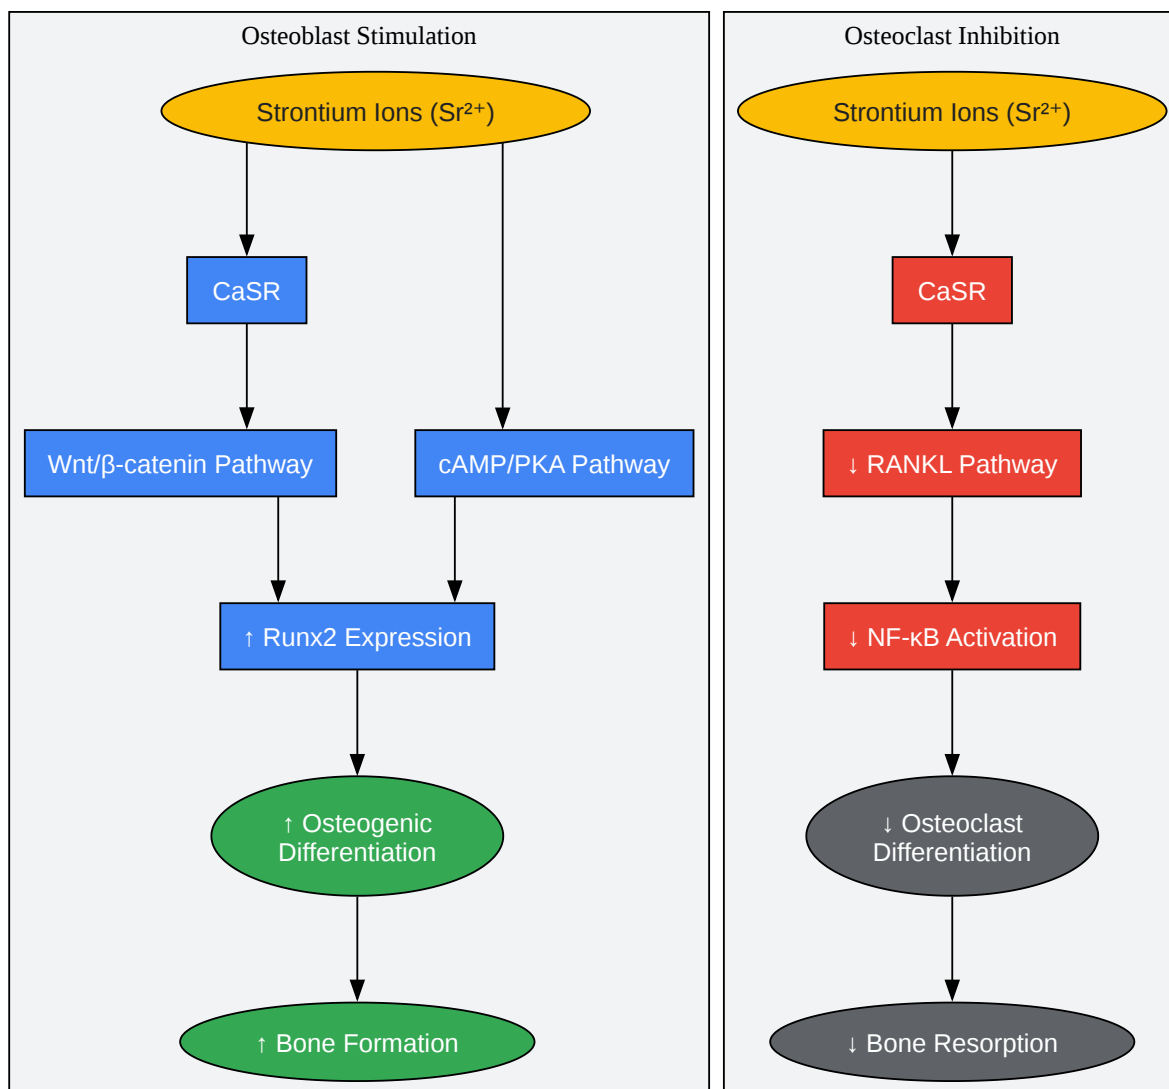 Osteoblast Stimulation
Strontium Ions (Sr²⁺)
CaSR
Wnt/β-catenin Pathway
cAMP/PKA Pathway
↑ Runx2 Expression
↑ Osteogenic
Differentiation
↑ Bone Formation
Osteoclast Inhibition
Strontium Ions (Sr²⁺)
CaSR
↓ RANKL Pathway
↓ NF-κB Activation
↓ Osteoclast
Differentiation
↓ Bone Resorption